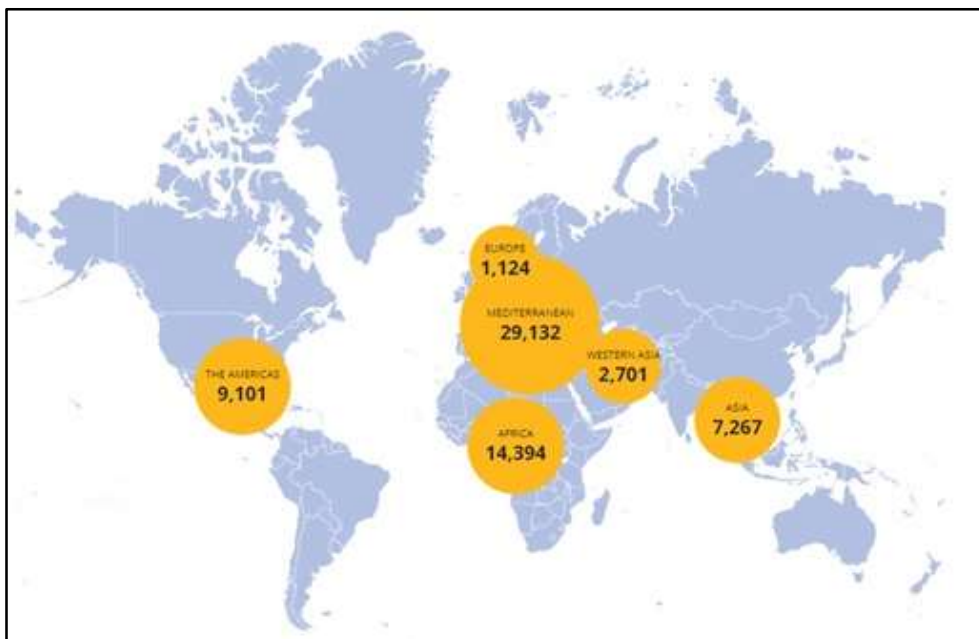 EUROPE
1,124
MEDITERRANEAN
29,132
WESTERN ASIA
2,701
THE AMERICAS
9,101
ASIA
7,267
AFRICA
14,394